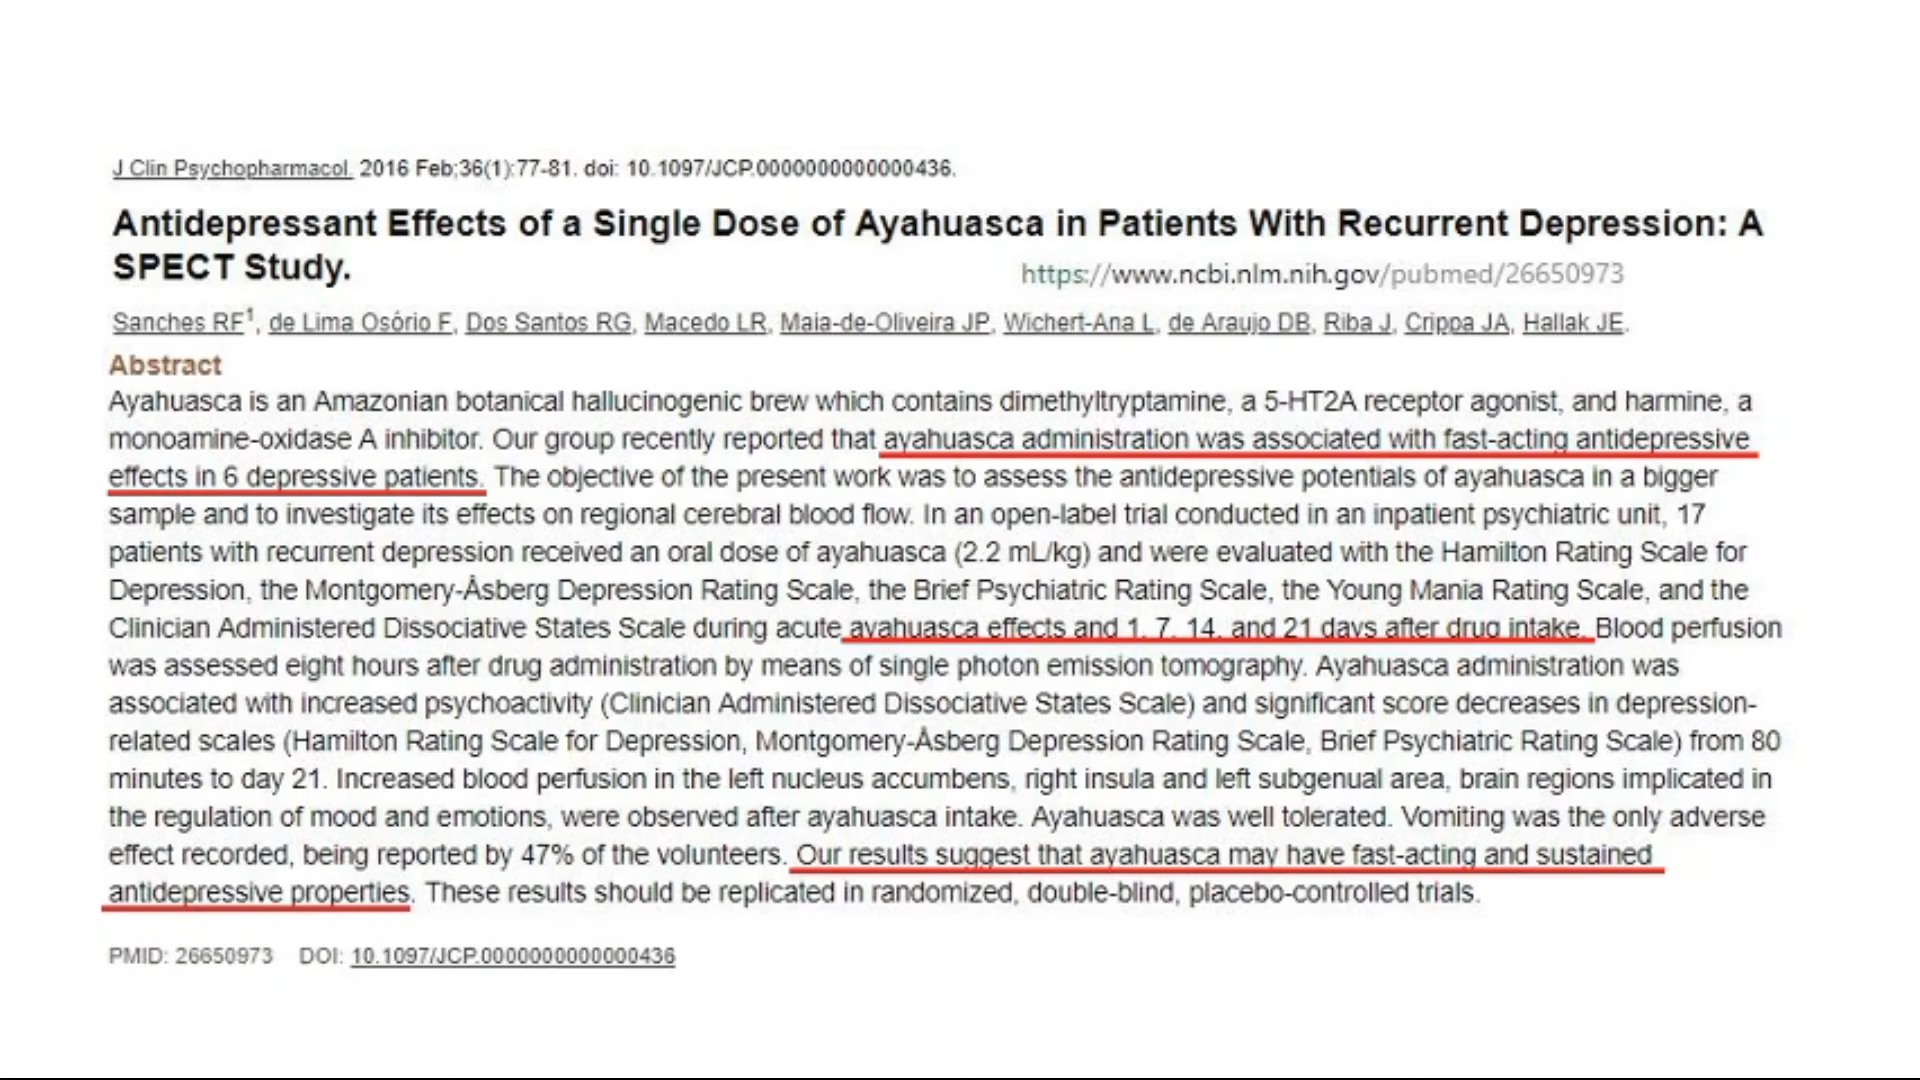 J Clin Psychopharmacol. 2016 Feb;36(1):77-81. doi: 10.1097/JCP.0000000000000436.
Antidepressant Effects of a Single Dose of Ayahuasca in Patients With Recurrent Depression: A
SPECT Study.
https://www.ncbi.nlm.nih.gov/pubmed/26650973
Sanches RF1, de Lima Osório F, Dos Santos RG, Macedo LR, Maia-de-Oliveira JP, Wichert-Ana L, de Araujo DB, Riba J, Crippa JA, Hallak JE.
Abstract
Ayahuasca is an Amazonian botanical hallucinogenic brew which contains dimethyltryptamine, a 5-HT2A receptor agonist, and harmine, a
monoamine-oxidase A inhibitor. Our group recently reported that ayahuasca administration was associated with fast-acting antidepressive
effects in 6 depressive patients. The objective of the present work was to assess the antidepressive potentials of ayahuasca in a bigger
sample and to investigate its effects on regional cerebral blood flow. In an open-label trial conducted in an inpatient psychiatric unit, 17
patients with recurrent depression received an oral dose of ayahuasca (2.2 mL/kg) and were evaluated with the Hamilton Rating Scale for
Depression, the Montgomery-Åsberg Depression Rating Scale, the Brief Psychiatric Rating Scale, the Young Mania Rating Scale, and the
Clinician Administered Dissociative States Scale during acute ayahuasca effects and 1, 7, 14, and 21 days after drug intake. Blood perfusion
was assessed eight hours after drug administration by means of single photon emission tomography. Ayahuasca administration was
associated with increased psychoactivity (Clinician Administered Dissociative States Scale) and significant score decreases in depression-
related scales (Hamilton Rating Scale for Depression, Montgomery-Åsberg Depression Rating Scale, Brief Psychiatric Rating Scale) from 80
minutes to day 21. Increased blood perfusion in the left nucleus accumbens, right insula and left subgenual area, brain regions implicated in
the regulation of mood and emotions, were observed after ayahuasca intake. Ayahuasca was well tolerated. Vomiting was the only adverse
effect recorded, being reported by 47% of the volunteers. Our results suggest that ayahuasca may have fast-acting and sustained
antidepressive properties. These results should be replicated in randomized, double-blind, placebo-controlled trials.
PMID: 26650973 DOI: 10.1097/JCP.0000000000000436